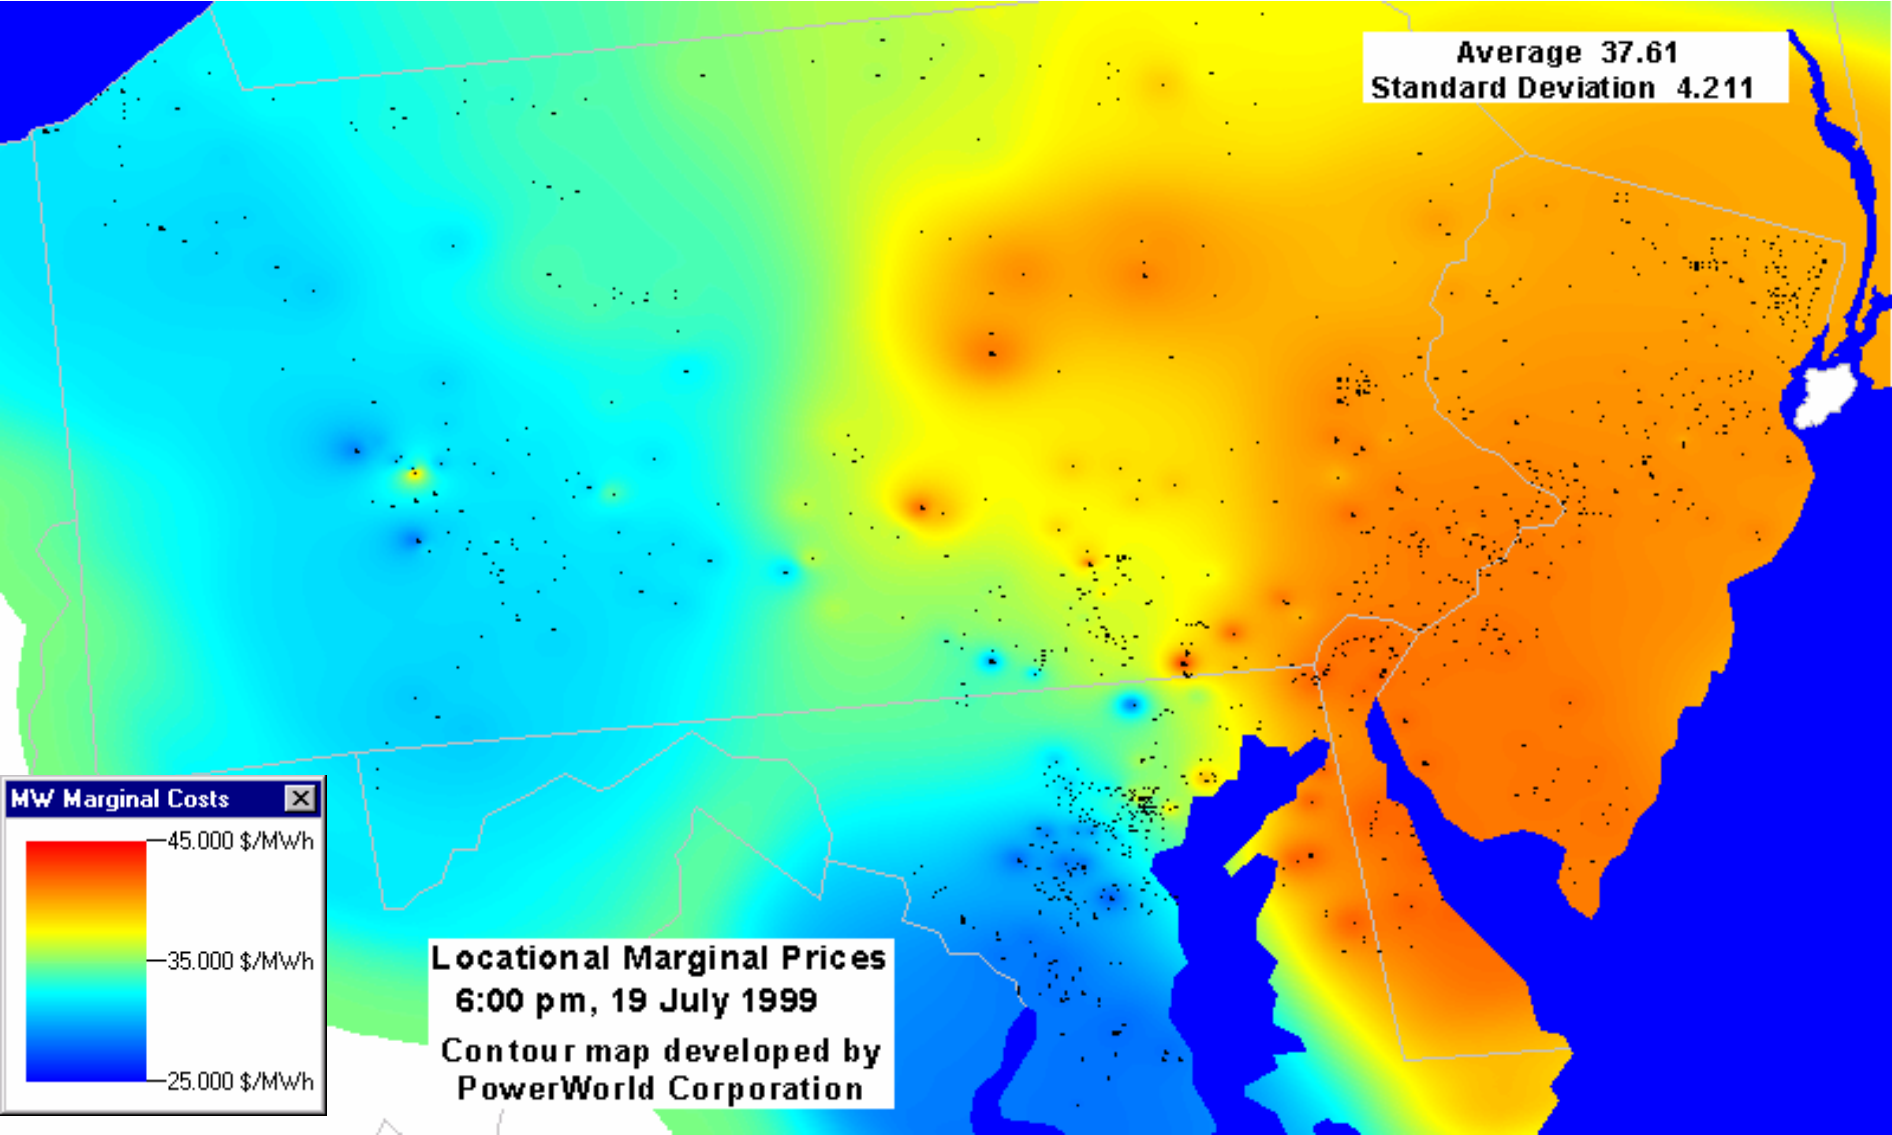 Average 37.61
Standard Deviation 4.211
MW Marginal Costs
45.000 $/MWh
35.000 $/MWh
25.000 $/MWh
Locational Marginal Prices
6:00 pm, 19 July 1999
Contour map developed by
PowerWorld Corporation